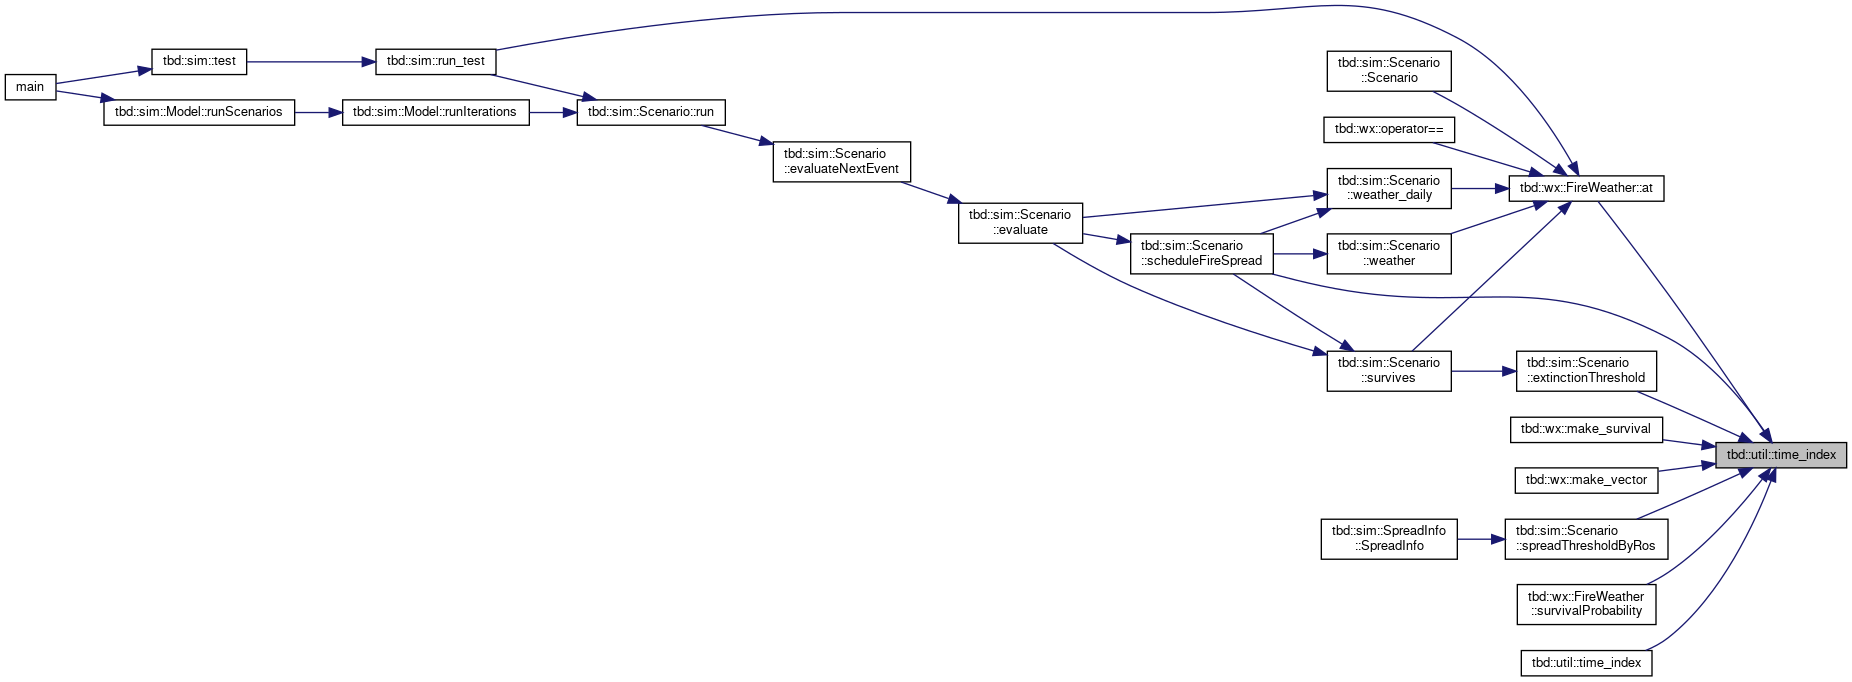 main
tbd::sim::test
tbd::sim::Model::runScenarios
tbd::sim::run_test
tbd::sim::Model::runIterations
tbd::sim::Scenario::run
tbd::sim::Scenario
::evaluateNextEvent
tbd::sim::Scenario
::evaluate
tbd::sim::Scenario
::scheduleFireSpread
tbd::sim::Scenario
::Scenario
tbd::wx::operator==
tbd::sim::Scenario
::weather_daily
tbd::sim::Scenario
::weather
tbd::sim::Scenario
::survives
tbd::sim::SpreadInfo
::SpreadInfo
tbd::wx::FireWeather::at
tbd::sim::Scenario
::extinctionThreshold
tbd::wx::make_survival
tbd::wx::make_vector
tbd::sim::Scenario
::spreadThresholdByRos
tbd::wx::FireWeather
::survivalProbability
tbd::util::time_index
tbd::util::time_index